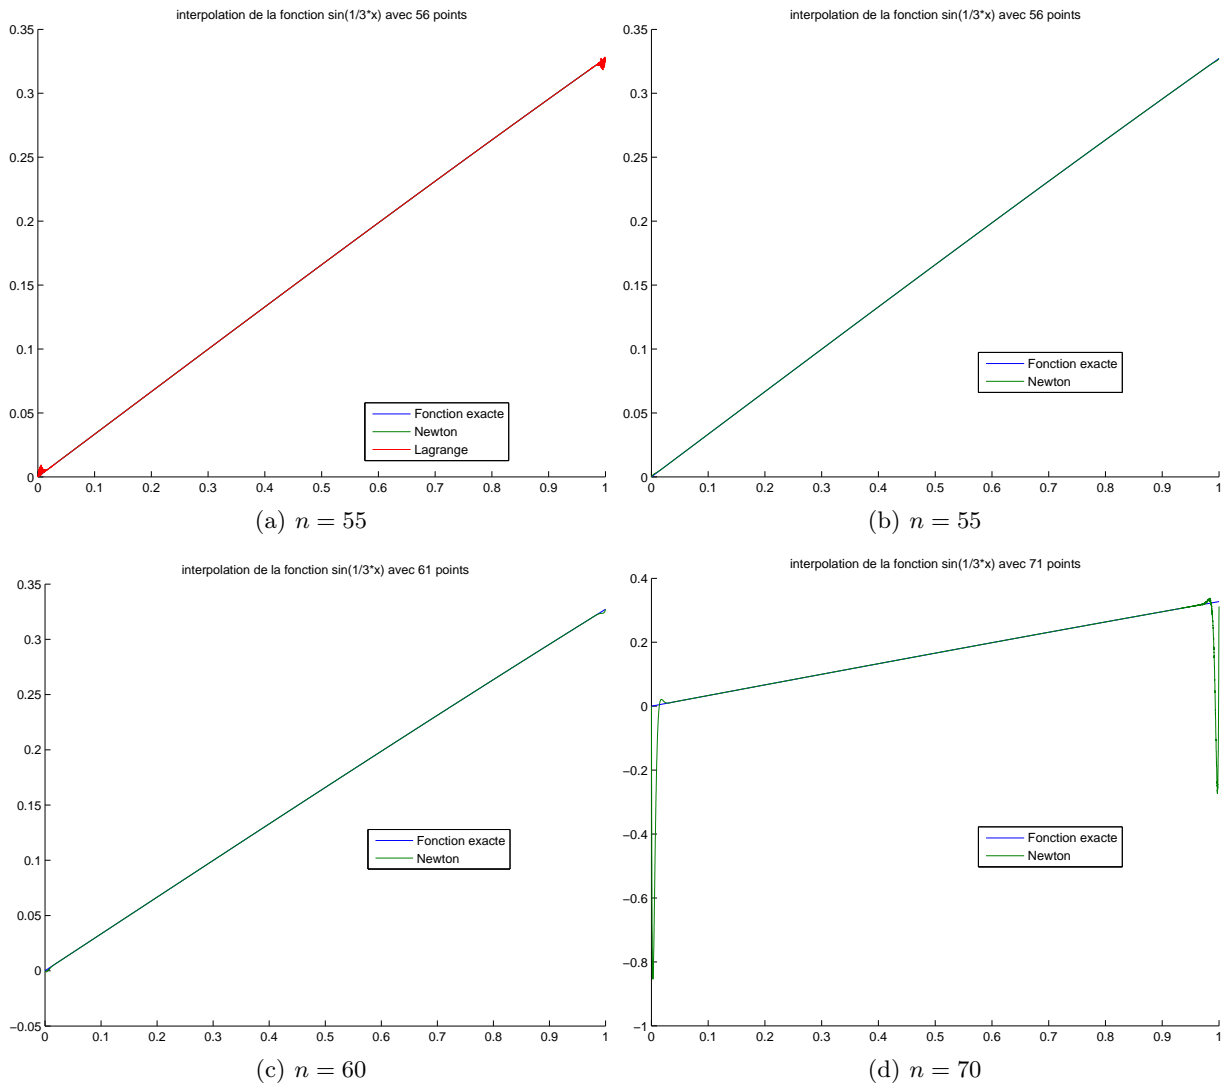 interpolation de la fonction sin(1/3*x) avec 56 points
0.35
0.3
0.25
0.2
0.15
0.1
0.05
0
0 0.1 0.2 0.3 0.4 0.5 0.6 0.7 0.8 0.9 1
Fonction exacte
Newton
Lagrange
(a) n = 55
interpolation de la fonction sin(1/3*x) avec 56 points
0.35
0.3
0.25
0.2
0.15
0.1
0.05
0
0 0.1 0.2 0.3 0.4 0.5 0.6 0.7 0.8 0.9 1
Fonction exacte
Newton
(b) n = 55
interpolation de la fonction sin(1/3*x) avec 61 points
0.35
0.3
0.25
0.2
0.15
0.1
0.05
0
−0.05
0 0.1 0.2 0.3 0.4 0.5 0.6 0.7 0.8 0.9 1
Fonction exacte
Newton
(c) n = 60
interpolation de la fonction sin(1/3*x) avec 71 points
0.4
0.2
0
−0.2
−0.4
−0.6
−0.8
−1
0 0.1 0.2 0.3 0.4 0.5 0.6 0.7 0.8 0.9 1
Fonction exacte
Newton
(d) n = 70